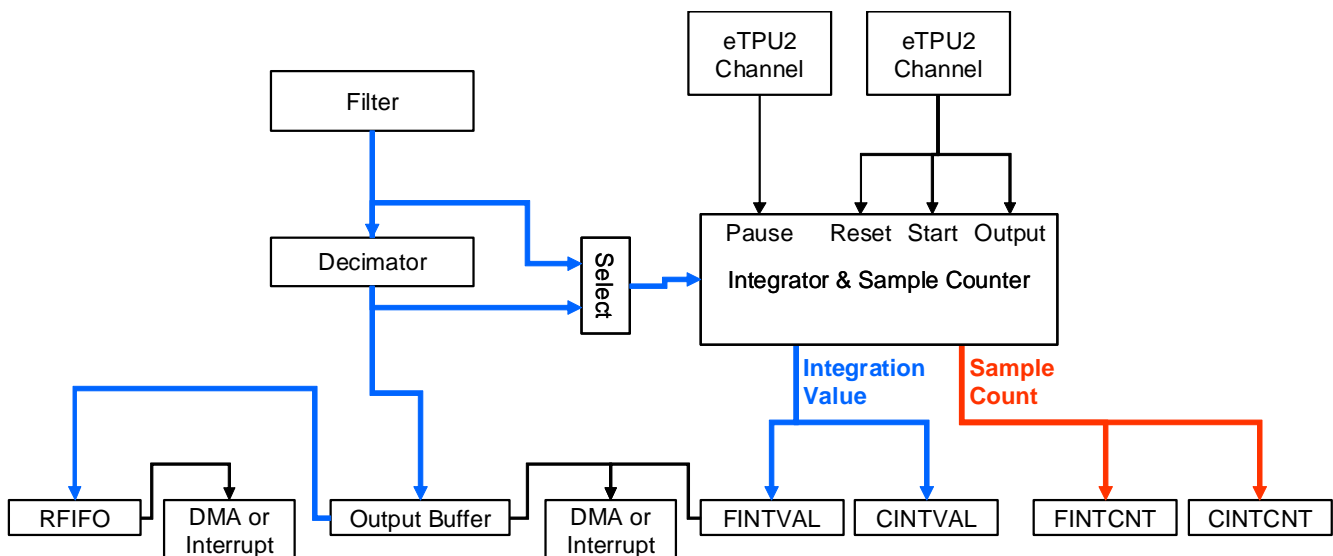 eTPU2
Channel
eTPU2
Channel
Filter
Pause Reset Start Output
Decimator
Select
Integrator & Sample Counter
Integration
Value
Sample
Count
RFIFO
DMA or
Interrupt
Output Buffer
DMA or
Interrupt
FINTVAL
CINTVAL
FINTCNT
CINTCNT